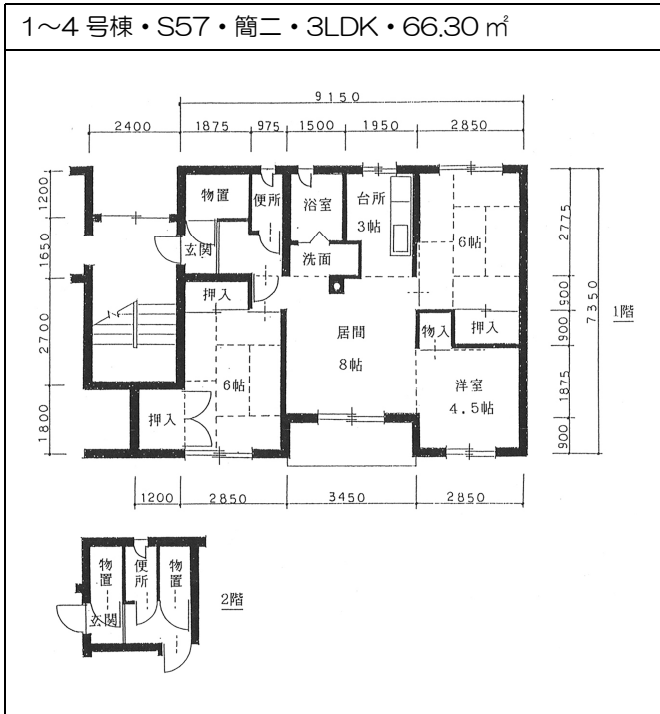 1~4号棟・S57・簡二・3LDK・66.30㎡
9150
2400 1875 975 1500 1950 2850
1200
1650
2700
1800
物置
便所
浴室
台所
3帖
6帖
玄関
洗面
押入
居間
8帖
物入
押入
6帖
押入
洋室
4.5帖
2775
900
900
1875
900
7350
1階
1200 2850 3450 2850
物置
便所
物置
玄関
2階